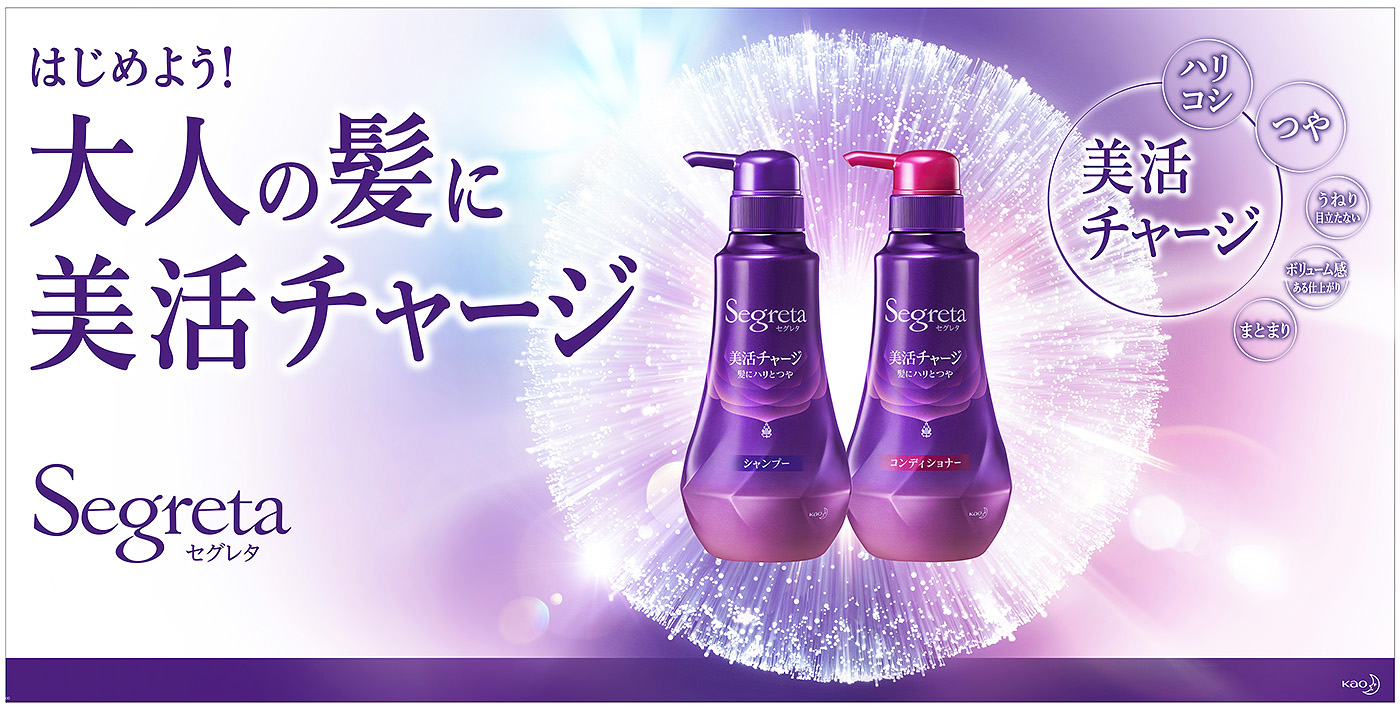 はじめよう!
大人の髪に
美活チャージ
Segreta
セグレタ
Segreta
セグレタ
美活チャージ
髪にハリとつや
シャンプー
Kao
Segreta
セグレタ
美活チャージ
髪にハリとつや
コンディショナー
Kao
美活
チャージ
ハリ
コシ
つや
うねり
目立たない
ボリューム感
ある仕上がり
まとまり
Kao